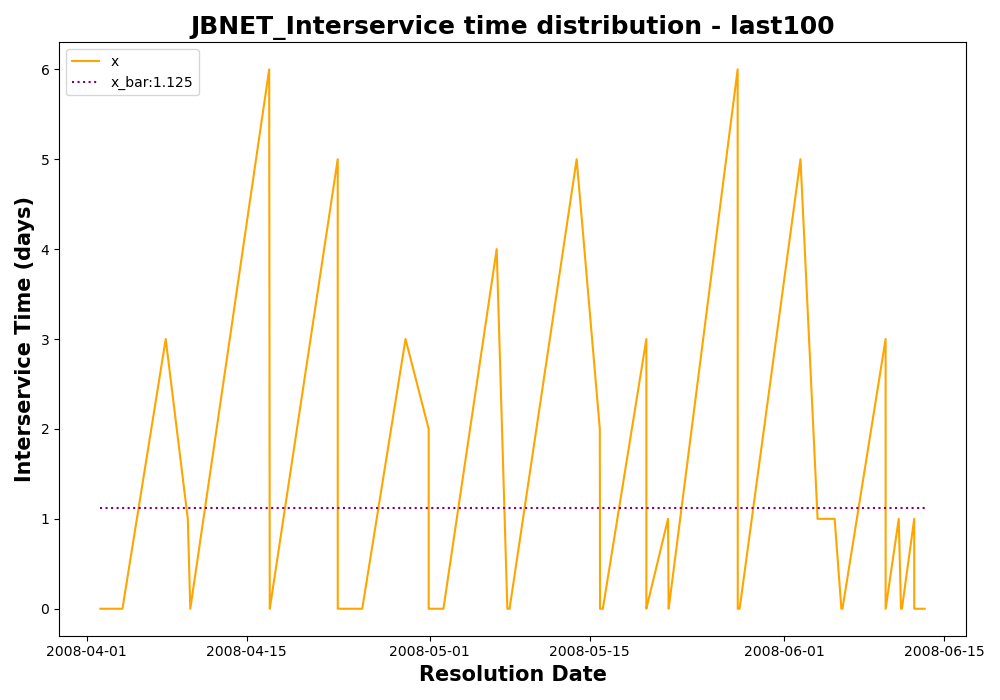 JBNET_Interservice time distribution - last100
x
x_bar:1.125
Interservice Time (days)
6
5
4
3
2
1
0
2008-04-01 2008-04-15 2008-05-01 2008-05-15 2008-06-01 2008-06-15
Resolution Date